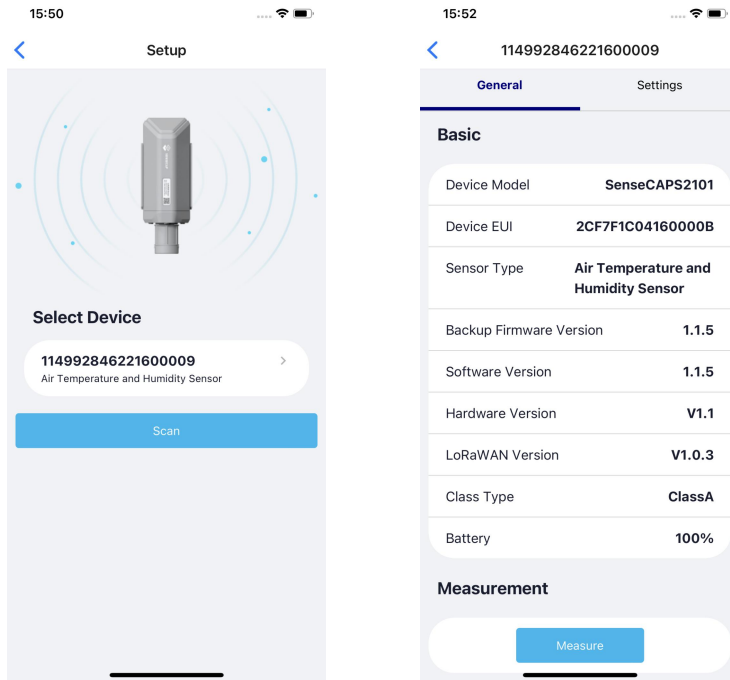 15:50
Setup
Select Device
114992846221600009
Air Temperature and Humidity Sensor
Scan
15:52
114992846221600009
General
Settings
Basic
Device Model
SenseCAPS2101
Device EUI
2CF7F1C04160000B
Sensor Type
Air Temperature and
Humidity Sensor
Backup Firmware Version
1.1.5
Software Version
1.1.5
Hardware Version
V1.1
LoRaWAN Version
V1.0.3
Class Type
ClassA
Battery
100%
Measurement
Measure